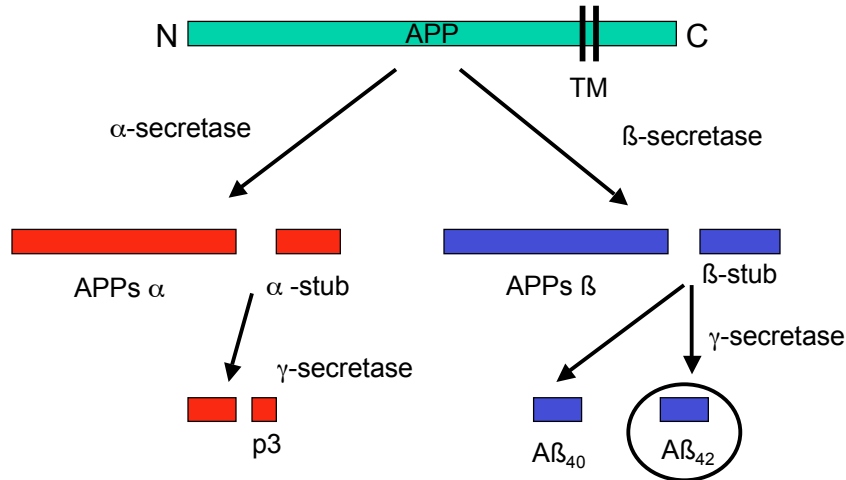 N APP C
TM
α-secretase ß-secretase
APPs α α -stub APPs ß ß-stub
γ-secretase γ-secretase
p3 Aß₄₀ Aß₄₂